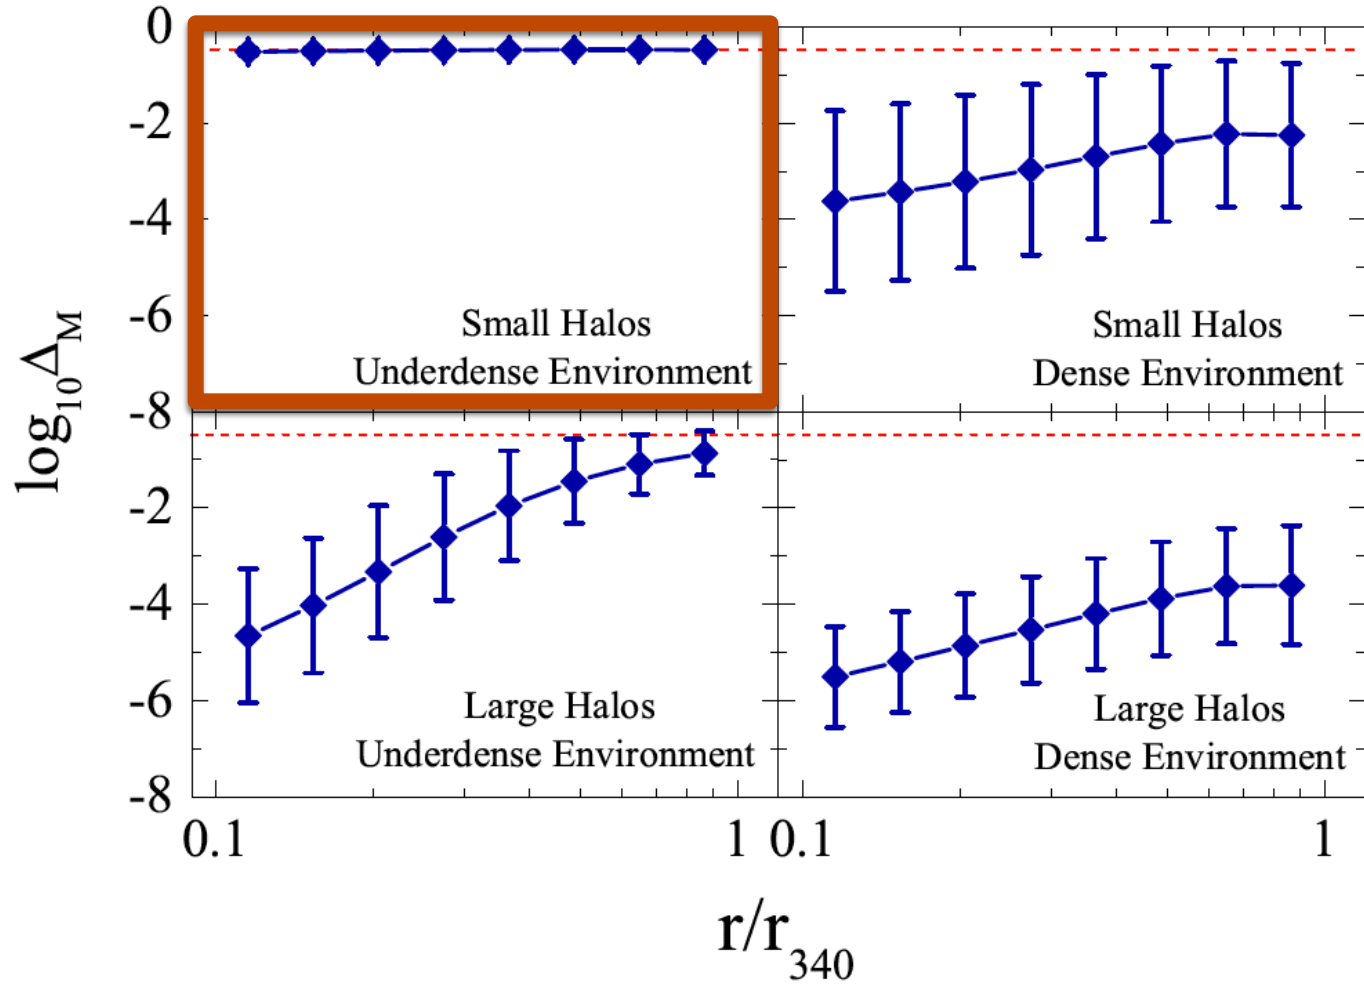 0
-2
-4
-6
-8
Small Halos
Underdense Environment
Small Halos
Dense Environment
log₁₀Δ_M
-2
-4
-6
-8
Large Halos
Underdense Environment
Large Halos
Dense Environment
0.1
1
0.1
1
r/r₃₄₀